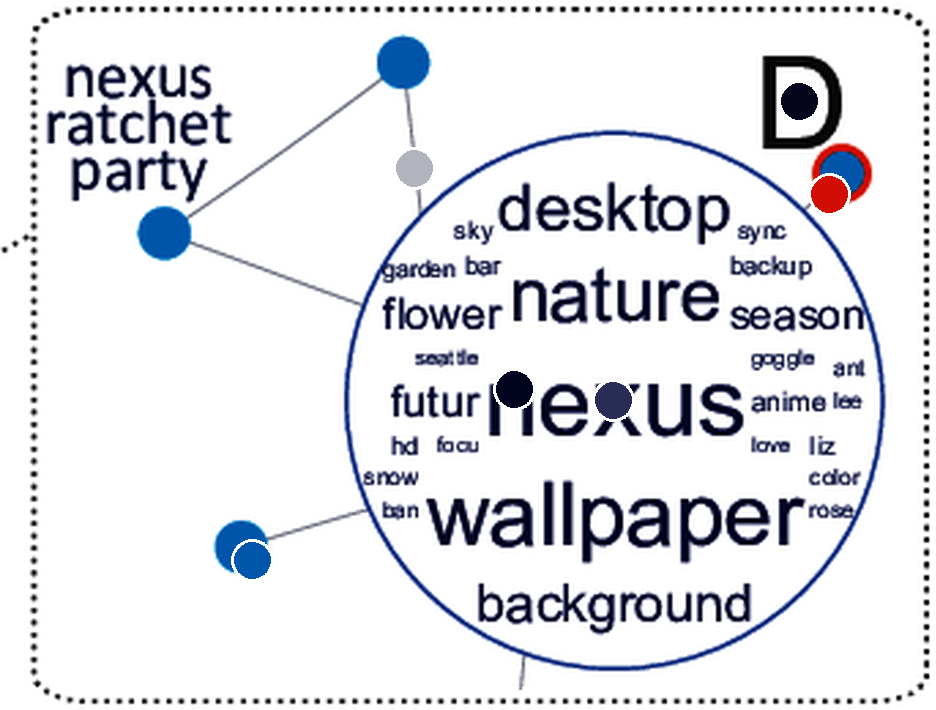 nexus
ratchet
party
D
desktop
sky sync
garden bar backup
nature
flower season
seattle goggle
ant
futur nexus anime lee
hd focu love liz
snow color
ban wallpaper rose
background